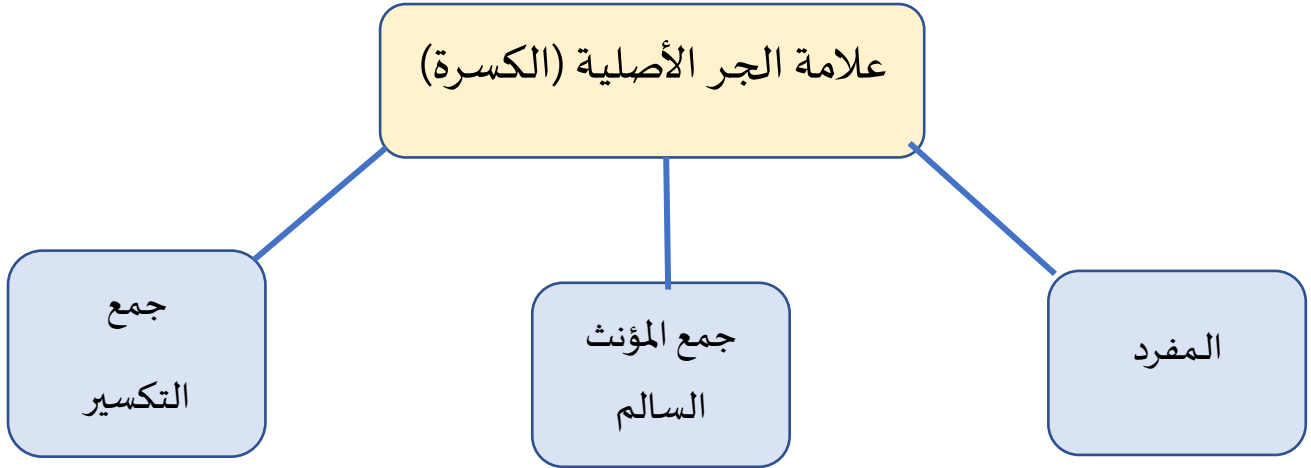 علامة الجر الأصلية (الكسرة)
المفرد
جمع المؤنث
السالم
جمع
التكسير